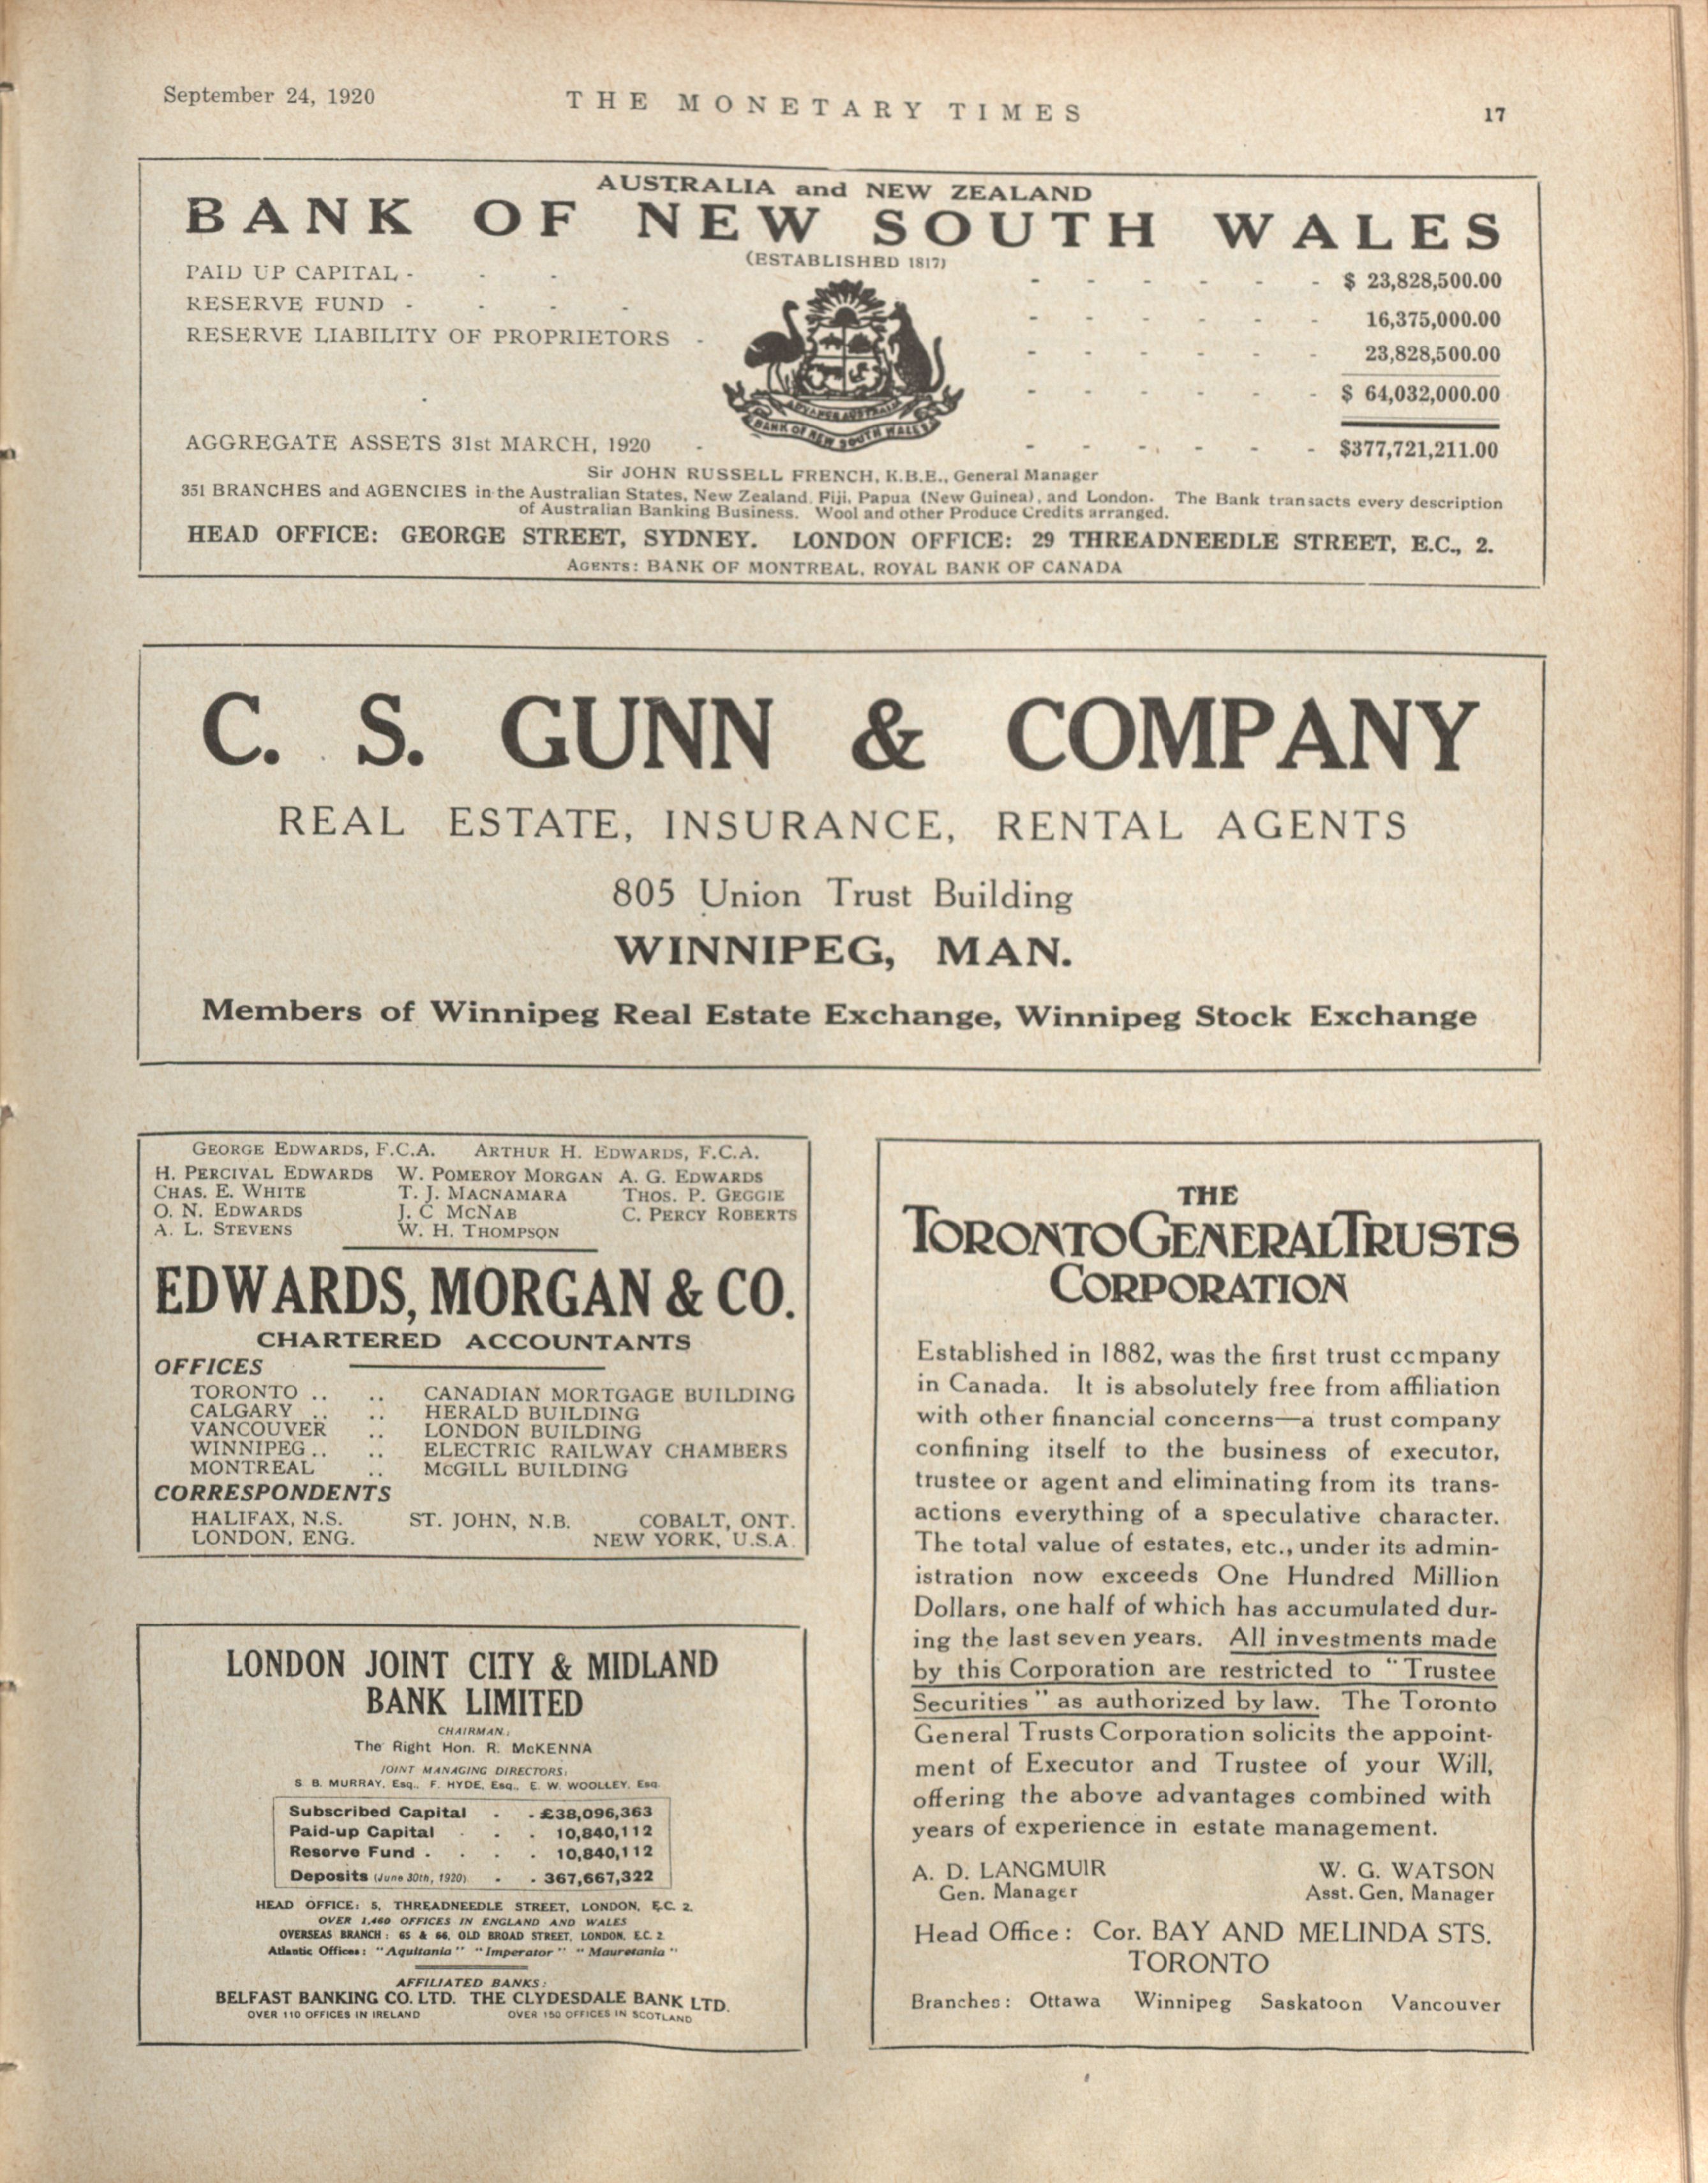 September 24, 1920
THE MONETARY TIMES
17
AUSTRALIA and NEW ZEALAND
BANK OF NEW SOUTH WALES
(ESTABLISHED 1817)
PAID UP CAPITAL - - - - - - - - - $ 23,828,500.00
RESERVE FUND - - - - - - - - - - 16,375,000.00
RESERVE LIABILITY OF PROPRIETORS - - - - - - - 23,828,500.00
- - - - - - $ 64,032,000.00
AGGREGATE ASSETS 31st MARCH, 1920 - - - - - - - $377,721,211.00
ADVANCE AUSTRALIA
BANK OF NEW SOUTH WALES
Sir JOHN RUSSELL FRENCH, K.B.E., General Manager
351 BRANCHES and AGENCIES in the Australian States, New Zealand, Fiji, Papua (New Guinea), and London. The Bank transacts every description
of Australian Banking Business. Wool and other Produce Credits arranged.
HEAD OFFICE: GEORGE STREET, SYDNEY. LONDON OFFICE: 29 THREADNEEDLE STREET, E.C., 2.
AGENTS: BANK OF MONTREAL, ROYAL BANK OF CANADA
C. S. GUNN & COMPANY
REAL ESTATE, INSURANCE, RENTAL AGENTS
805 Union Trust Building
WINNIPEG, MAN.
Members of Winnipeg Real Estate Exchange, Winnipeg Stock Exchange
GEORGE EDWARDS, F.C.A. ARTHUR H. EDWARDS, F.C.A.
H. PERCIVAL EDWARDS W. POMEROY MORGAN A. G. EDWARDS
CHAS. E. WHITE T. J. MACNAMARA THOS. P. GEGGIE
O. N. EDWARDS J. C MCNAB C. PERCY ROBERTS
A. L. STEVENS W. H. THOMPSON
EDWARDS, MORGAN & CO.
CHARTERED ACCOUNTANTS
OFFICES
TORONTO .. .. CANADIAN MORTGAGE BUILDING
CALGARY .. .. HERALD BUILDING
VANCOUVER .. LONDON BUILDING
WINNIPEG .. .. ELECTRIC RAILWAY CHAMBERS
MONTREAL .. MCGILL BUILDING
CORRESPONDENTS
HALIFAX, N.S. ST. JOHN, N.B. COBALT, ONT.
LONDON, ENG. NEW YORK, U.S.A.
LONDON JOINT CITY & MIDLAND
BANK LIMITED
CHAIRMAN:
The Right Hon. R. McKENNA
JOINT MANAGING DIRECTORS:
S. B. MURRAY, Esq., F. HYDE, Esq., E. W. WOOLLEY, Esq.
Subscribed Capital - - £38,096,363
Paid-up Capital - - - 10,840,112
Reserve Fund - - - - 10,840,112
Deposits (June 30th, 1920) - - 367,667,322
HEAD OFFICE: 5, THREADNEEDLE STREET, LONDON, E.C. 2.
OVER 1,460 OFFICES IN ENGLAND AND WALES
OVERSEAS BRANCH: 65 & 66, OLD BROAD STREET, LONDON, E.C. 2
Atlantic Offices: "Aquitania" "Imperator" "Mauretania"
AFFILIATED BANKS:
BELFAST BANKING CO. LTD. THE CLYDESDALE BANK LTD.
OVER 110 OFFICES IN IRELAND OVER 150 OFFICES IN SCOTLAND
THE
TORONTO GENERAL TRUSTS
CORPORATION
Established in 1882, was the first trust company
in Canada. It is absolutely free from affiliation
with other financial concerns—a trust company
confining itself to the business of executor,
trustee or agent and eliminating from its trans-
actions everything of a speculative character.
The total value of estates, etc., under its admin-
istration now exceeds One Hundred Million
Dollars, one half of which has accumulated dur-
ing the last seven years. All investments made
by this Corporation are restricted to "Trustee
Securities" as authorized by law. The Toronto
General Trusts Corporation solicits the appoint-
ment of Executor and Trustee of your Will,
offering the above advantages combined with
years of experience in estate management.
A. D. LANGMUIR W. G. WATSON
Gen. Manager Asst. Gen. Manager
Head Office: Cor. BAY AND MELINDA STS.
TORONTO
Branches: Ottawa Winnipeg Saskatoon Vancouver